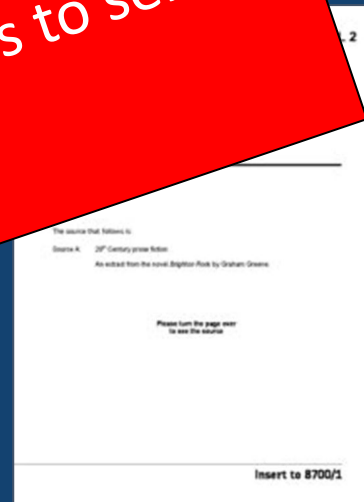 s to se
. 2
The source that follows is:
Source A: 20th Century prose fiction
An extract from the novel Brighton Rock by Graham Greene.
Please turn the page over
to see the source
Insert to 8700/1